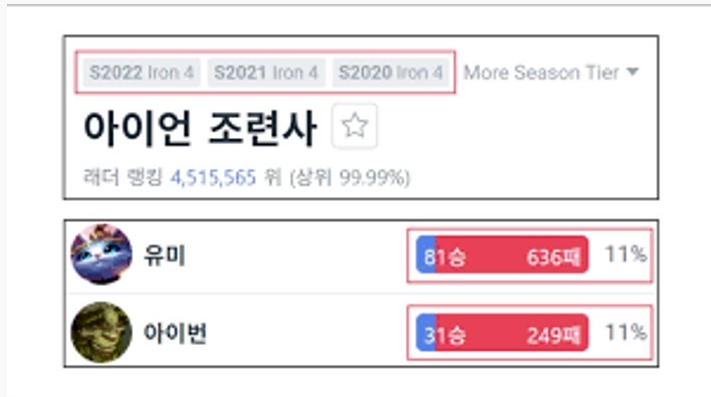 S2022 Iron 4 S2021 Iron 4 S2020 Iron 4 More Season Tier
아이언 조련사
래더 랭킹 4,515,565 위 (상위 99.99%)
유미 81승 636패 11%
아이번 31승 249패 11%